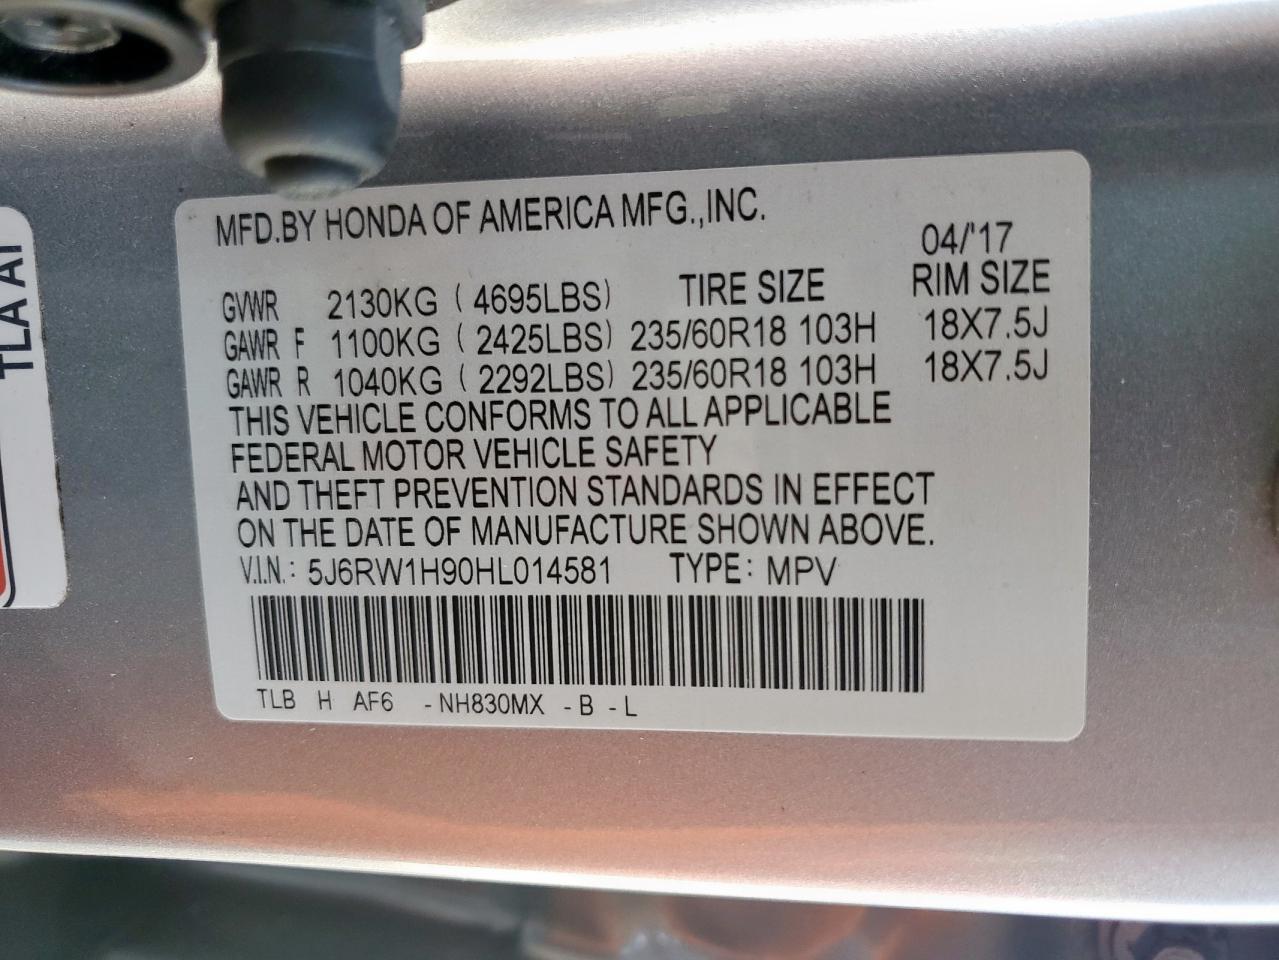 MFD.BY HONDA OF AMERICA MFG.,INC.
04/'17
GVWR 2130KG ( 4695LBS) TIRE SIZE RIM SIZE
GAWR F 1100KG ( 2425LBS) 235/60R18 103H 18X7.5J
GAWR R 1040KG ( 2292LBS) 235/60R18 103H 18X7.5J
THIS VEHICLE CONFORMS TO ALL APPLICABLE
FEDERAL MOTOR VEHICLE SAFETY
AND THEFT PREVENTION STANDARDS IN EFFECT
ON THE DATE OF MANUFACTURE SHOWN ABOVE.
V.I.N.: 5J6RW1H90HL014581 TYPE: MPV
TLB H AF6 -NH830MX -B -L
TLA A1